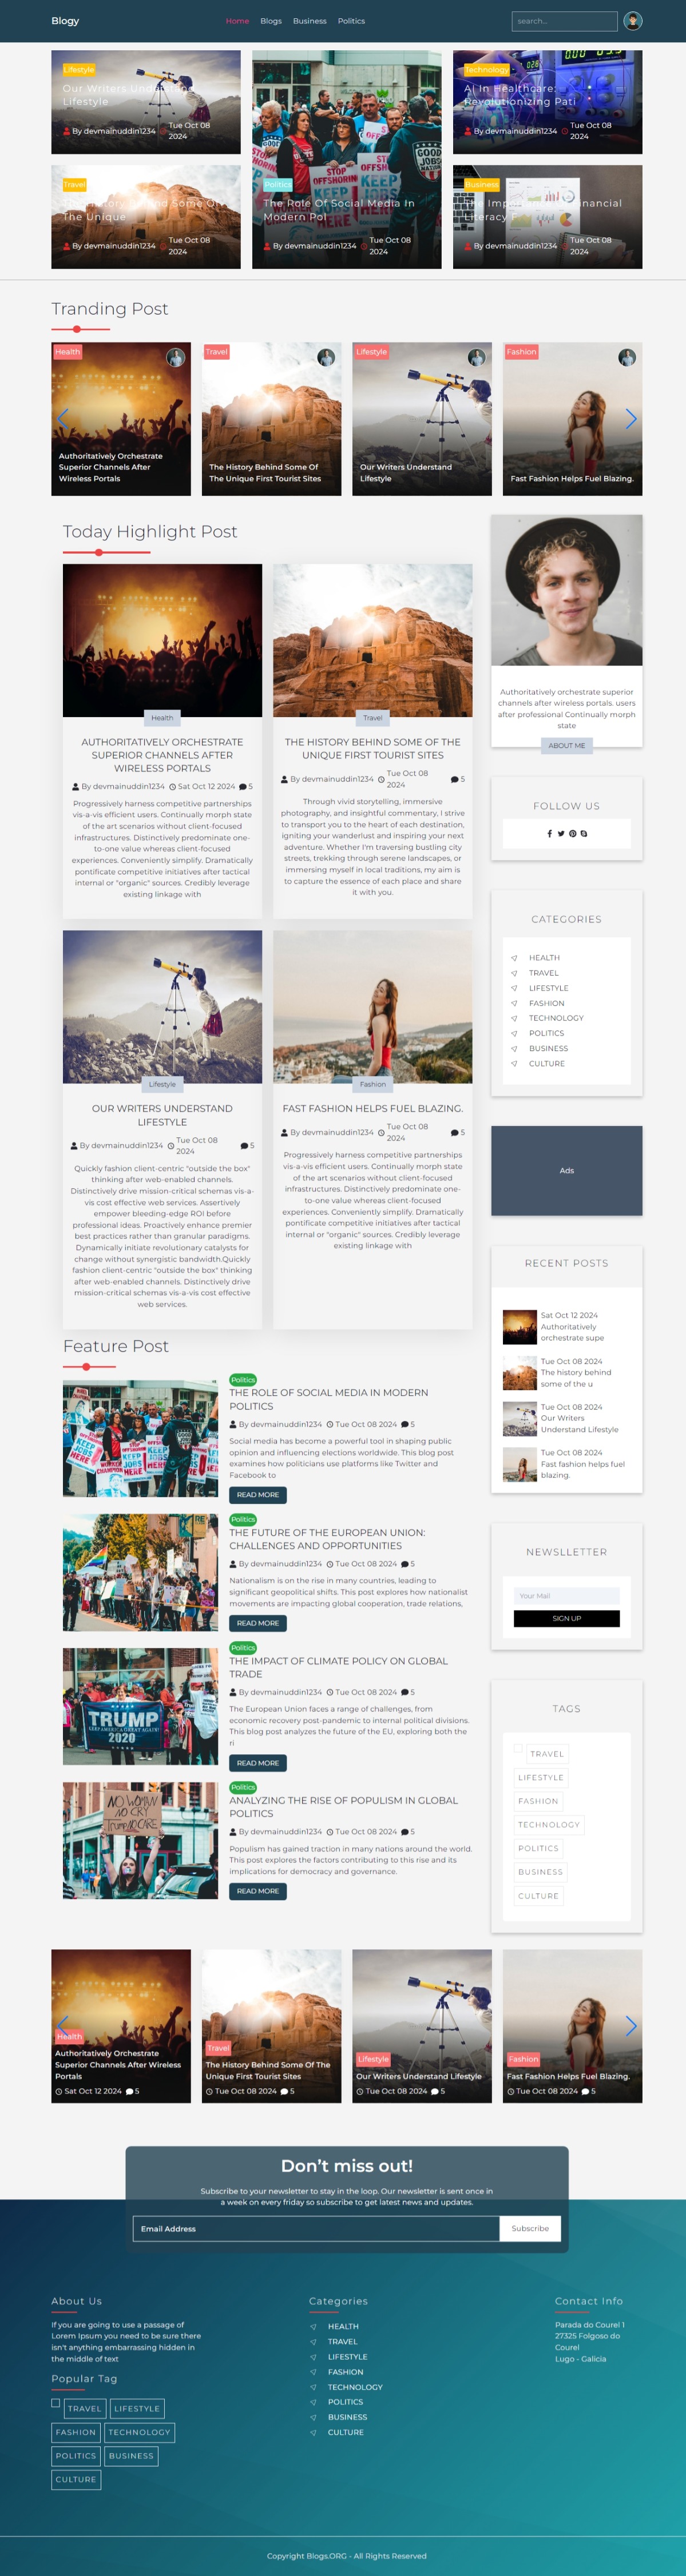 Blogy
Home Blogs Business Politics
search...
Lifestyle
Our Writers Understand
Lifestyle
By devmainuddin1234 Tue Oct 08
2024
Travel
The History Behind Some Of
The Unique
By devmainuddin1234 Tue Oct 08
2024
Politics
The Role Of Social Media In
Modern Pol
By devmainuddin1234 Tue Oct 08
2024
Technology
AI In Healthcare:
Revolutionizing Pati
By devmainuddin1234 Tue Oct 08
2024
Business
The Importance Of Financial
Literacy F
By devmainuddin1234 Tue Oct 08
2024
Tranding Post
Health
Authoritatively Orchestrate
Superior Channels After
Wireless Portals
Travel
The History Behind Some Of
The Unique First Tourist Sites
Lifestyle
Our Writers Understand
Lifestyle
Fashion
Fast Fashion Helps Fuel Blazing.
Today Highlight Post
Health
AUTHORITATIVELY ORCHESTRATE
SUPERIOR CHANNELS AFTER
WIRELESS PORTALS
By devmainuddin1234 Sat Oct 12 2024 5
Progressively harness competitive partnerships
vis-a-vis efficient users. Continually morph state
of the art scenarios without client-focused
infrastructures. Distinctively predominate one-
to-one value whereas client-focused
experiences. Conveniently simplify. Dramatically
pontificate competitive initiatives after tactical
internal or "organic" sources. Credibly leverage
existing linkage with
Travel
THE HISTORY BEHIND SOME OF THE
UNIQUE FIRST TOURIST SITES
By devmainuddin1234 Tue Oct 08
2024 5
Through vivid storytelling, immersive
photography, and insightful commentary, I strive
to transport you to the heart of each destination,
igniting your wanderlust and inspiring your next
adventure. Whether I'm traversing bustling city
streets, trekking through serene landscapes, or
immersing myself in local traditions, my aim is
to capture the essence of each place and share
it with you.
Lifestyle
OUR WRITERS UNDERSTAND
LIFESTYLE
By devmainuddin1234 Tue Oct 08
2024 5
Quickly fashion client-centric "outside the box"
thinking after web-enabled channels.
Distinctively drive mission-critical schemas vis-a-
vis cost effective web services. Assertively
empower bleeding-edge ROI before
professional ideas. Proactively enhance premier
best practices rather than granular paradigms.
Dynamically initiate revolutionary catalysts for
change without synergistic bandwidth.Quickly
fashion client-centric "outside the box" thinking
after web-enabled channels. Distinctively drive
mission-critical schemas vis-a-vis cost effective
web services.
Fashion
FAST FASHION HELPS FUEL BLAZING.
By devmainuddin1234 Tue Oct 08
2024 5
Progressively harness competitive partnerships
vis-a-vis efficient users. Continually morph state
of the art scenarios without client-focused
infrastructures. Distinctively predominate one-
to-one value whereas client-focused
experiences. Conveniently simplify. Dramatically
pontificate competitive initiatives after tactical
internal or "organic" sources. Credibly leverage
existing linkage with
Feature Post
Politics
THE ROLE OF SOCIAL MEDIA IN MODERN
POLITICS
By devmainuddin1234 Tue Oct 08 2024 5
Social media has become a powerful tool in shaping public
opinion and influencing elections worldwide. This blog post
examines how politicians use platforms like Twitter and
Facebook to
READ MORE
Politics
THE FUTURE OF THE EUROPEAN UNION:
CHALLENGES AND OPPORTUNITIES
By devmainuddin1234 Tue Oct 08 2024 5
Nationalism is on the rise in many countries, leading to
significant geopolitical shifts. This post explores how nationalist
movements are impacting global cooperation, trade relations,
READ MORE
TRUMP
KEEP AMERICA GREAT AGAIN!
2020
Politics
THE IMPACT OF CLIMATE POLICY ON GLOBAL
TRADE
By devmainuddin1234 Tue Oct 08 2024 5
The European Union faces a range of challenges, from
economic recovery post-pandemic to internal political divisions.
This blog post analyzes the future of the EU, exploring both the
ri
READ MORE
NO WOMAN
NO CRY
Politics
ANALYZING THE RISE OF POPULISM IN GLOBAL
POLITICS
By devmainuddin1234 Tue Oct 08 2024 5
Populism has gained traction in many nations around the world.
This post explores the factors contributing to this rise and its
implications for democracy and governance.
READ MORE
Authoritatively orchestrate superior
channels after wireless portals. users
after professional Continually morph
state
ABOUT ME
FOLLOW US
CATEGORIES
HEALTH
TRAVEL
LIFESTYLE
FASHION
TECHNOLOGY
POLITICS
BUSINESS
CULTURE
Ads
RECENT POSTS
Sat Oct 12 2024
Authoritatively
orchestrate supe
Tue Oct 08 2024
The history behind
some of the u
Tue Oct 08 2024
Our Writers
Understand Lifestyle
Tue Oct 08 2024
Fast fashion helps fuel
blazing.
NEWSLLETTER
Your Mail
SIGN UP
TAGS
TRAVEL
LIFESTYLE
FASHION
TECHNOLOGY
POLITICS
BUSINESS
CULTURE
Health
Authoritatively Orchestrate
Superior Channels After Wireless
Portals
Sat Oct 12 2024 5
Travel
The History Behind Some Of The
Unique First Tourist Sites
Tue Oct 08 2024 5
Lifestyle
Our Writers Understand Lifestyle
Tue Oct 08 2024 5
Fashion
Fast Fashion Helps Fuel Blazing.
Tue Oct 08 2024 5
Don't miss out!
Subscribe to your newsletter to stay in the loop. Our newsletter is sent once in
a week on every friday so subscribe to get latest news and updates.
Email Address Subscribe
About Us
If you are going to use a passage of
Lorem Ipsum you need to be sure there
isn't anything embarrassing hidden in
the middle of text
Popular Tag
TRAVEL LIFESTYLE
FASHION TECHNOLOGY
POLITICS BUSINESS
CULTURE
Categories
HEALTH
TRAVEL
LIFESTYLE
FASHION
TECHNOLOGY
POLITICS
BUSINESS
CULTURE
Contact Info
Parada do Courel 1
27325 Folgoso do
Courel
Lugo - Galicia
Copyright Blogs.ORG - All Rights Reserved